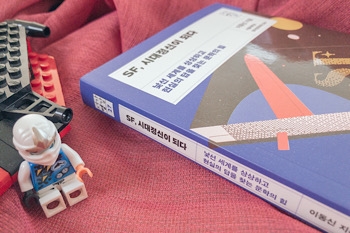 SF, 시대정신이 되다
낯선 세계를 상상하고
현실의 답을 찾는 문학의 힘
SF, 시대정신이 되다
낯선 세계를 상상하고
현실의 답을 찾는 문학의 힘
이동신 지